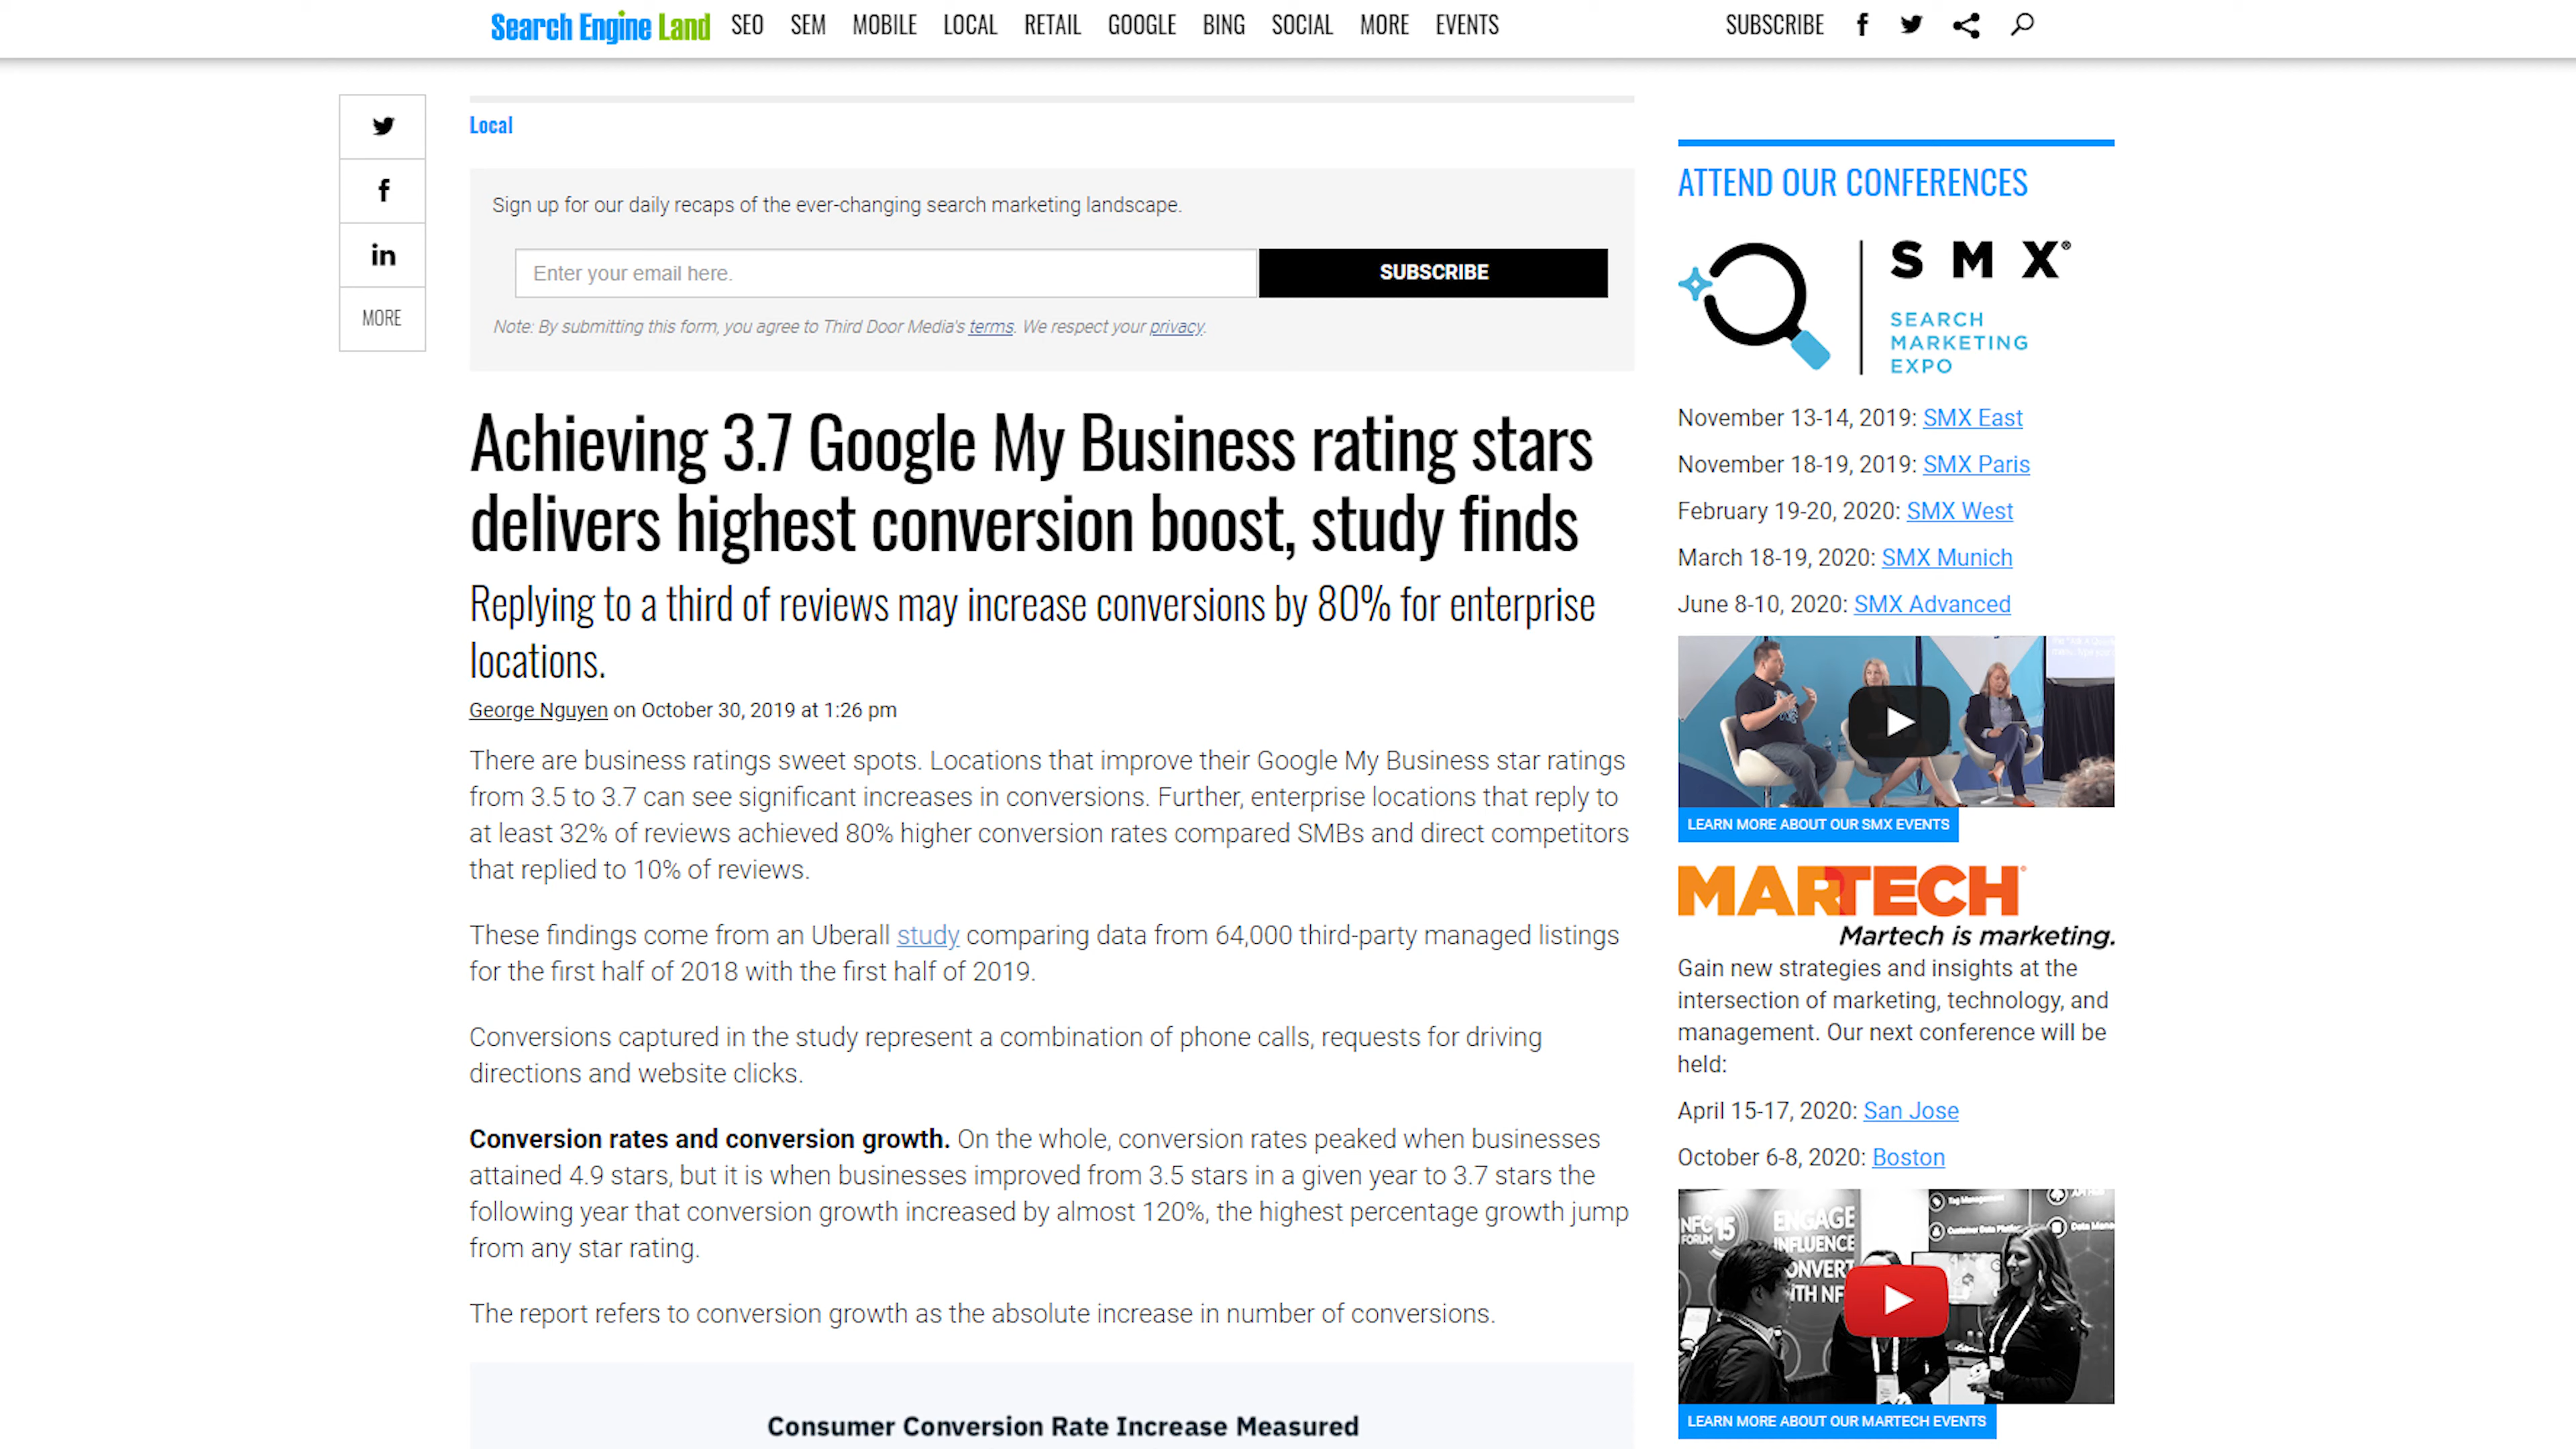 Search Engine Land SEO SEM MOBILE LOCAL RETAIL GOOGLE BING SOCIAL MORE EVENTS SUBSCRIBE
MORE
Local
Sign up for our daily recaps of the ever-changing search marketing landscape.
Enter your email here.
SUBSCRIBE
Note: By submitting this form, you agree to Third Door Media's terms. We respect your privacy.
Achieving 3.7 Google My Business rating stars
delivers highest conversion boost, study finds
Replying to a third of reviews may increase conversions by 80% for enterprise
locations.
George Nguyen on October 30, 2019 at 1:26 pm
There are business ratings sweet spots. Locations that improve their Google My Business star ratings
from 3.5 to 3.7 can see significant increases in conversions. Further, enterprise locations that reply to
at least 32% of reviews achieved 80% higher conversion rates compared SMBs and direct competitors
that replied to 10% of reviews.
These findings come from an Uberall study comparing data from 64,000 third-party managed listings
for the first half of 2018 with the first half of 2019.
Conversions captured in the study represent a combination of phone calls, requests for driving
directions and website clicks.
Conversion rates and conversion growth. On the whole, conversion rates peaked when businesses
attained 4.9 stars, but it is when businesses improved from 3.5 stars in a given year to 3.7 stars the
following year that conversion growth increased by almost 120%, the highest percentage growth jump
from any star rating.
The report refers to conversion growth as the absolute increase in number of conversions.
Consumer Conversion Rate Increase Measured
ATTEND OUR CONFERENCES
SMX®
SEARCH
MARKETING
EXPO
November 13-14, 2019: SMX East
November 18-19, 2019: SMX Paris
February 19-20, 2020: SMX West
March 18-19, 2020: SMX Munich
June 8-10, 2020: SMX Advanced
LEARN MORE ABOUT OUR SMX EVENTS
MARTECH®
Martech is marketing.
Gain new strategies and insights at the
intersection of marketing, technology, and
management. Our next conference will be
held:
April 15-17, 2020: San Jose
October 6-8, 2020: Boston
NFC 15
FORUM
ENGAGE
INFLUENCE
ONVERT
ITH NF
Tag Management
Customer Data Platfo
Data Mana
LEARN MORE ABOUT OUR MARTECH EVENTS